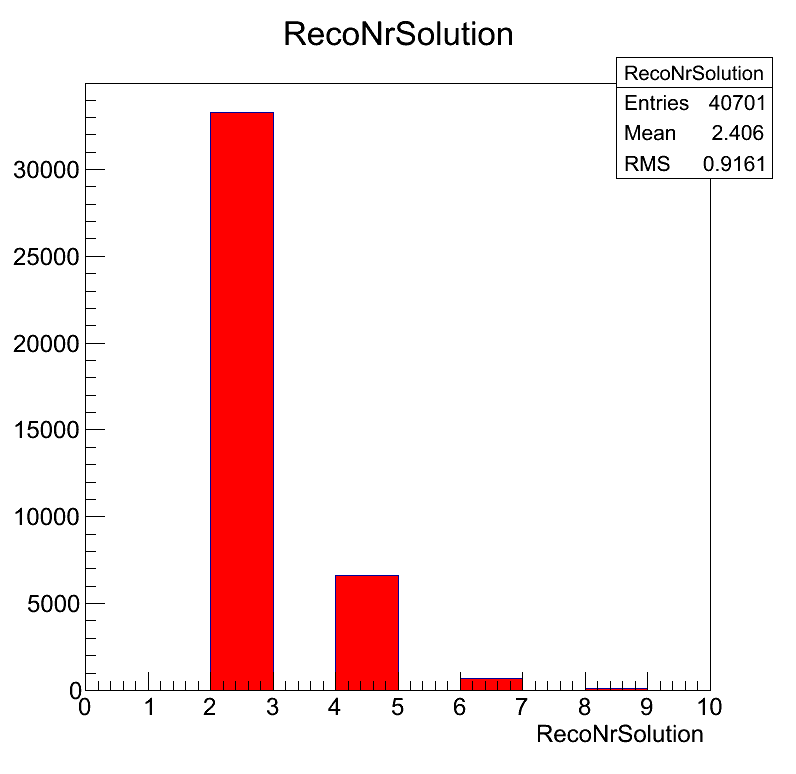 RecoNrSolution
RecoNrSolution
Entries 40701
Mean 2.406
RMS 0.9161
30000
25000
20000
15000
10000
5000
0
0 1 2 3 4 5 6 7 8 9 10
RecoNrSolution